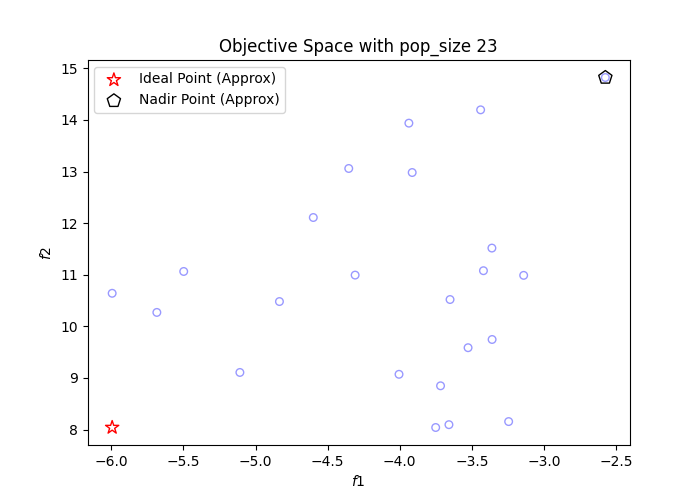 Objective Space with pop_size 23
Ideal Point (Approx)
Nadir Point (Approx)
15
14
13
12
11
10
9
8
f2
−6.0 −5.5 −5.0 −4.5 −4.0 −3.5 −3.0 −2.5
f1